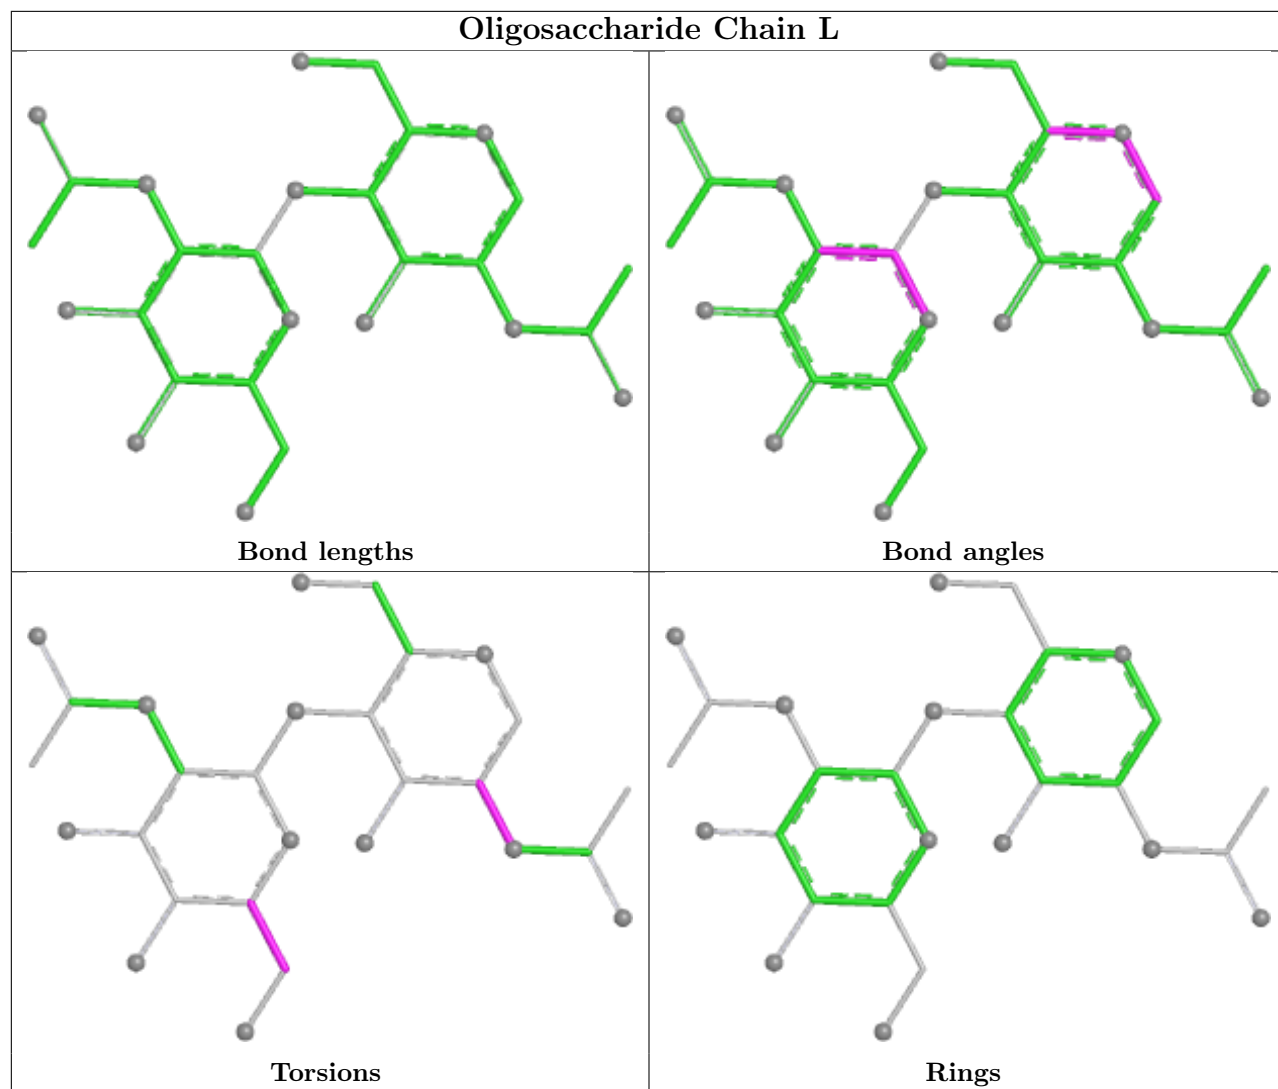 Oligosaccharide Chain L
Bond lengths
Bond angles
Torsions
Rings